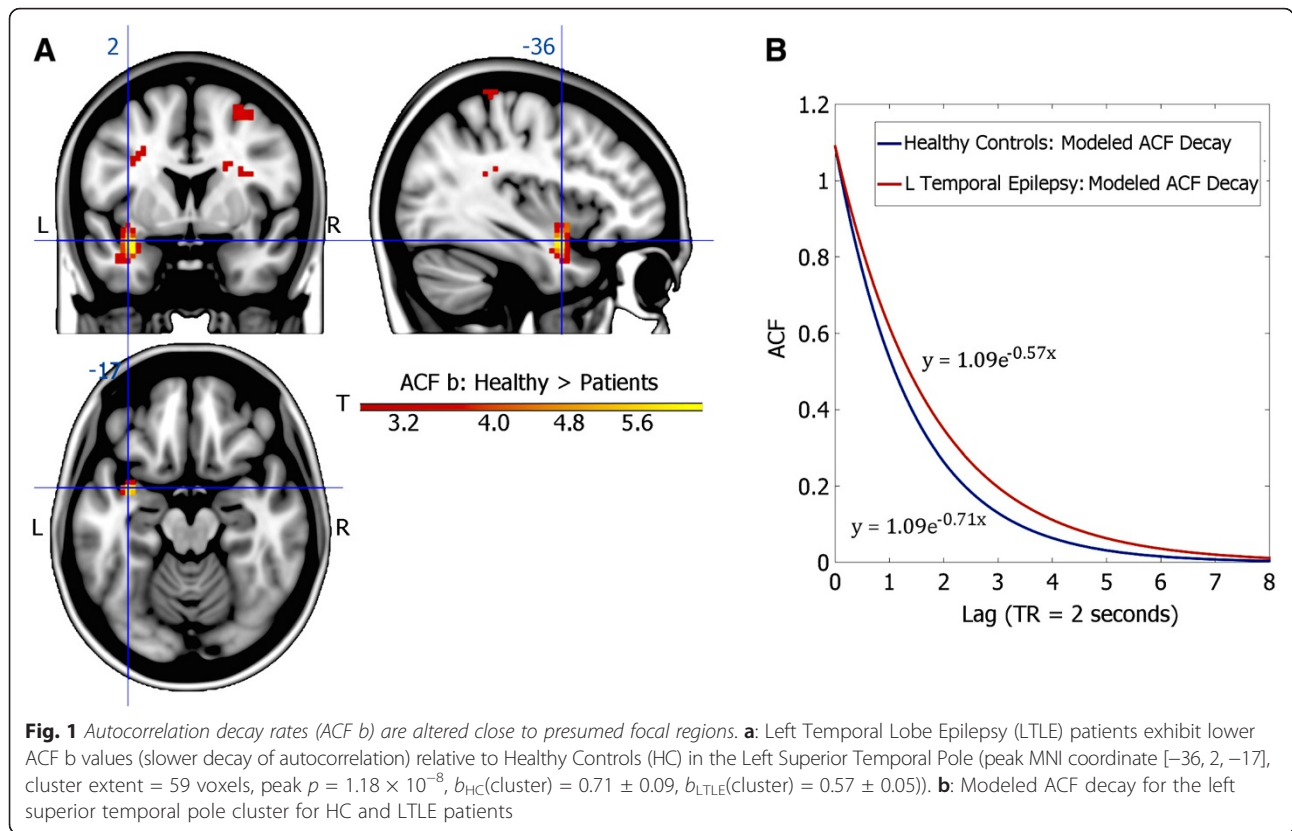 A
2
-36
L
R
-17
L
R
ACF b: Healthy > Patients
T
3.2 4.0 4.8 5.6
B
1.2
1
0.8
0.6
0.4
0.2
0
ACF
Healthy Controls: Modeled ACF Decay
L Temporal Epilepsy: Modeled ACF Decay
y = 1.09e^-0.57x
y = 1.09e^-0.71x
0 1 2 3 4 5 6 7 8
Lag (TR = 2 seconds)
Fig. 1 Autocorrelation decay rates (ACF b) are altered close to presumed focal regions. a: Left Temporal Lobe Epilepsy (LTLE) patients exhibit lower
ACF b values (slower decay of autocorrelation) relative to Healthy Controls (HC) in the Left Superior Temporal Pole (peak MNI coordinate [−36, 2, −17],
cluster extent = 59 voxels, peak p = 1.18 × 10⁻⁸, b_HC(cluster) = 0.71 ± 0.09, b_LTLE(cluster) = 0.57 ± 0.05)). b: Modeled ACF decay for the left
superior temporal pole cluster for HC and LTLE patients